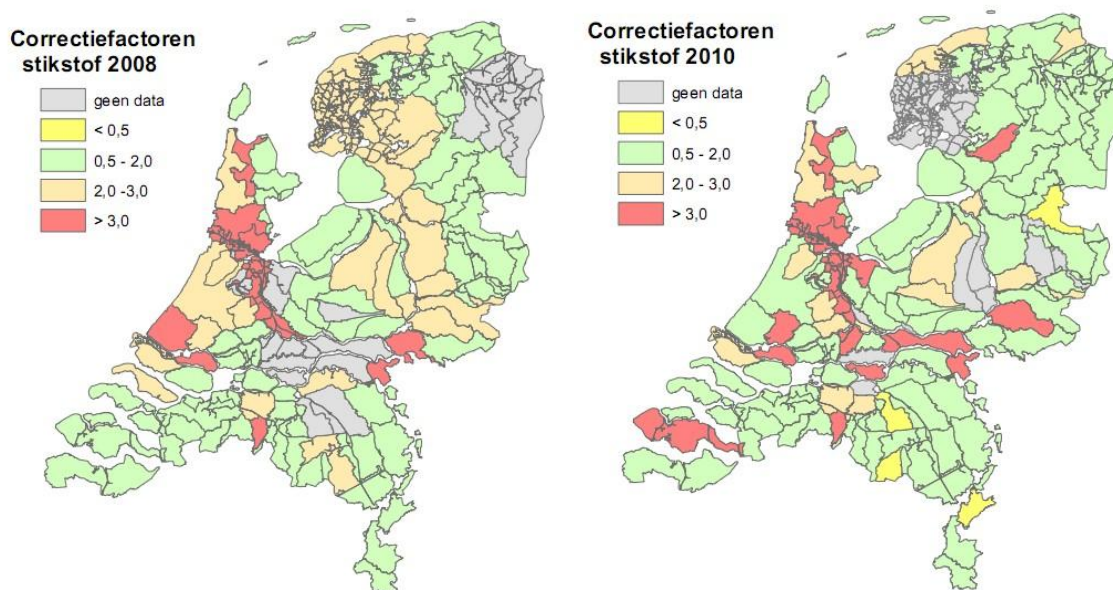 Correctiefactoren
stikstof 2008
geen data
< 0,5
0,5 - 2,0
2,0 -3,0
> 3,0
Correctiefactoren
stikstof 2010
geen data
< 0,5
0,5 - 2,0
2,0 - 3,0
> 3,0